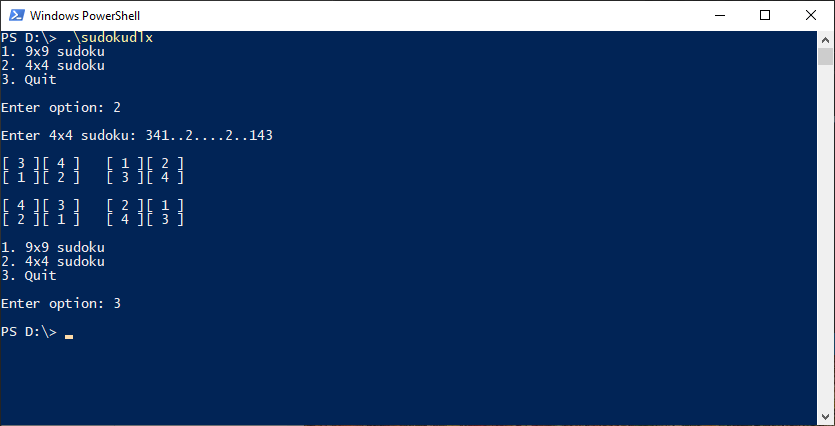 Windows PowerShell
PS D:\> .\sudokudlx
1. 9x9 sudoku
2. 4x4 sudoku
3. Quit
Enter option: 2
Enter 4x4 sudoku: 341..2....2..143
[ 3 ][ 4 ]   [ 1 ][ 2 ]
[ 1 ][ 2 ]   [ 3 ][ 4 ]
[ 4 ][ 3 ]   [ 2 ][ 1 ]
[ 2 ][ 1 ]   [ 4 ][ 3 ]
1. 9x9 sudoku
2. 4x4 sudoku
3. Quit
Enter option: 3
PS D:\>